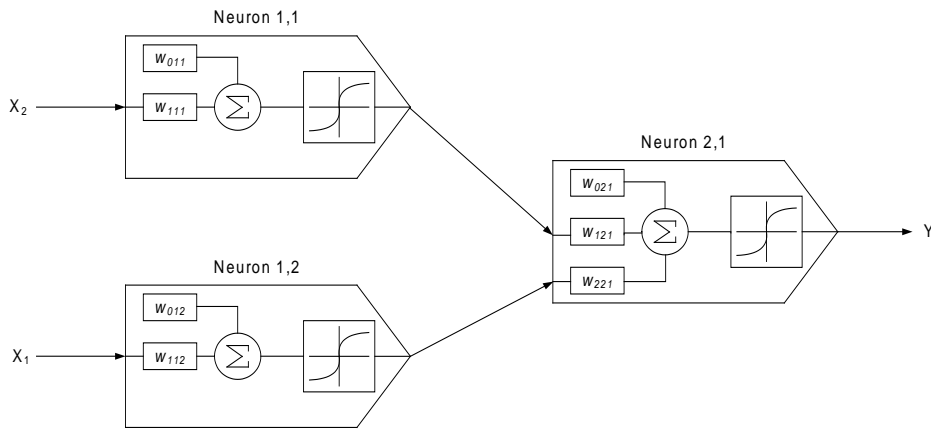 Neuron 1,1
w011
X2
w111
Σ
Neuron 2,1
w021
w121
Σ
Y
w221
Neuron 1,2
w012
X1
w112
Σ